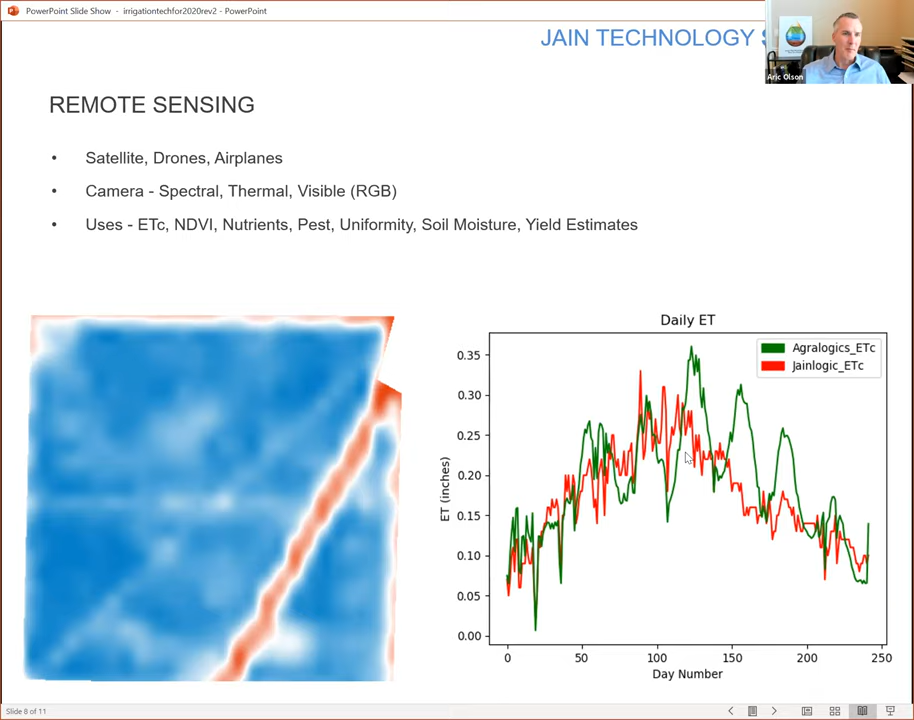 PowerPoint Slide Show - irrigationtechfor2020rev2 - PowerPoint
JAIN TECHNOLOGY
Aric Olson
REMOTE SENSING
• Satellite, Drones, Airplanes
• Camera - Spectral, Thermal, Visible (RGB)
• Uses - ETc, NDVI, Nutrients, Pest, Uniformity, Soil Moisture, Yield Estimates
Daily ET
Agralogics_ETc
Jainlogic_ETc
ET (inches)
0.35
0.30
0.25
0.20
0.15
0.10
0.05
0.00
0 50 100 150 200 250
Day Number
Slide 8 of 11